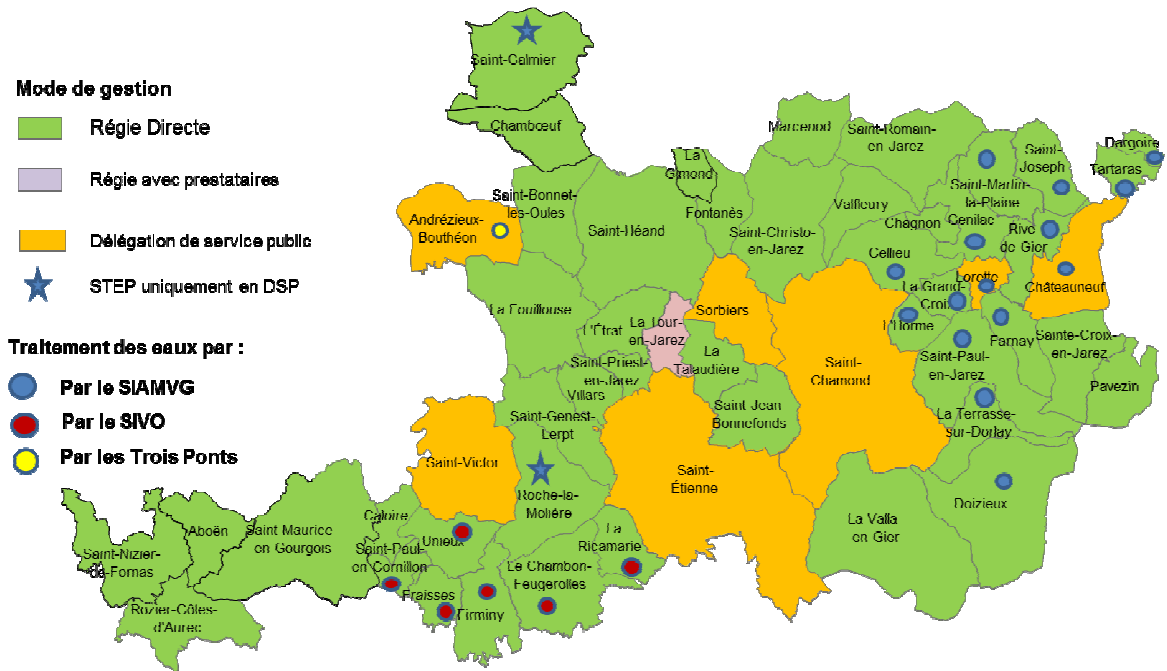 Mode de gestion
Régie Directe
Régie avec prestataires
Délégation de service public
STEP uniquement en DSP
Traitement des eaux par :
Par le SIAMVG
Par le SIVO
Par les Trois Ponts
Saint-Galmier
Chambœuf
Sa
Saint-Bonnet-
les-Oules
Andrézieux-
Bouthéon
Saint-Héand
La
Gimond
Fontanès
Marcenod
Saint-Romain-
en-Jarez
Saint-Christo-
en-Jarez
Valfleury
Chagnon
Cellieu
Saint-Martin-
la-Plaine
Genilac
Saint-
Joseph
Dargoire
Tartaras
Rive
de Gier
Châteauneuf
Lorette
La Grand-
Croix
L'Horme
Farnay
Saint-Paul-
en-Jarez
Sainte-Croix-
en-Jarez
Pavezin
La Terrasse-
sur-Dorlay
Doizieux
La Valla
en Gier
Saint-
Chamond
Sorbiers
La Tour-
en-Jarez
La
Talaudière
Saint Jean
Bonnefonds
La Fouillouse
L'Étrat
Saint-Priest-
en-Jarez
Villars
Saint-Genest-
Lerpt
Saint-
Étienne
Roche-la-
Molière
La
Ricamarie
Le Chambon-
Feugerolles
Saint-Victor
Caloire
Unieux
Saint-Paul-
en Cornillon
Fraisses
Firminy
Saint Maurice
en Gourgois
Aboën
Saint-Nizier-
de-Fornas
Rozier-Côtes-
d'Aurec